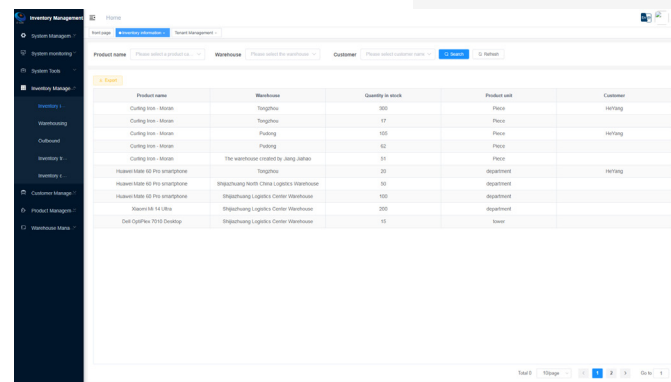 Inventory Management
Home
front page Inventory Information × Tenant Management ×
System Managem
System monitoring
System Tools
Inventory Manage
Inventory i...
Warehousing
Outbound
Inventory tr...
Inventory c...
Customer Manage
Product Managem
Warehouse Mana
Product name Please select a product na... Warehouse Please select the warehouse Customer Please select customer name Search Refresh
Export
Product name Warehouse Quantity in stock Product unit Customer
Curling Iron - Moran Tongzhou 300 Piece HeYang
Curling Iron - Moran Tongzhou 17 Piece
Curling Iron - Moran Pudong 105 Piece HeYang
Curling Iron - Moran Pudong 62 Piece
Curling Iron - Moran The warehouse created by Jiang Jiahao 51 Piece
Huawei Mate 60 Pro smartphone Tongzhou 20 department HeYang
Huawei Mate 60 Pro smartphone Shijiazhuang North China Logistics Warehouse 50 department
Huawei Mate 60 Pro smartphone Shijiazhuang Logistics Center Warehouse 100 department
Xiaomi Mi 14 Ultra Shijiazhuang Logistics Center Warehouse 200 department
Dell OptiPlex 7010 Desktop Shijiazhuang Logistics Center Warehouse 15 tower
10/page 1 2 Go to 1